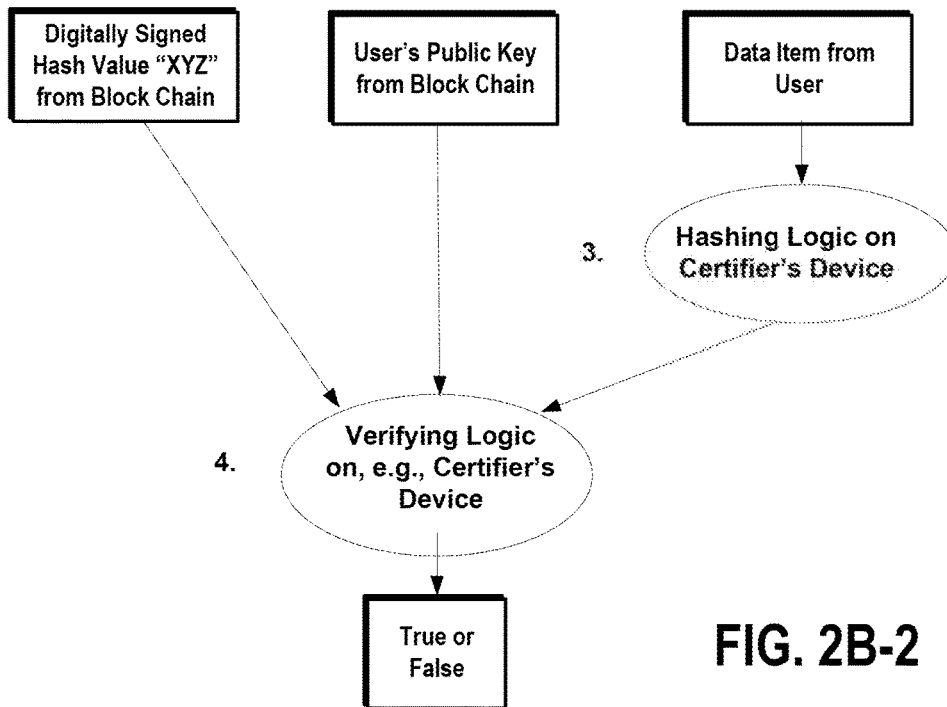 Digitally Signed
Hash Value “XYZ”
from Block Chain
User’s Public Key
from Block Chain
Data Item from
User
3.
Hashing Logic on
Certifier’s Device
4.
Verifying Logic
on, e.g., Certifier’s
Device
True or
False
FIG. 2B-2